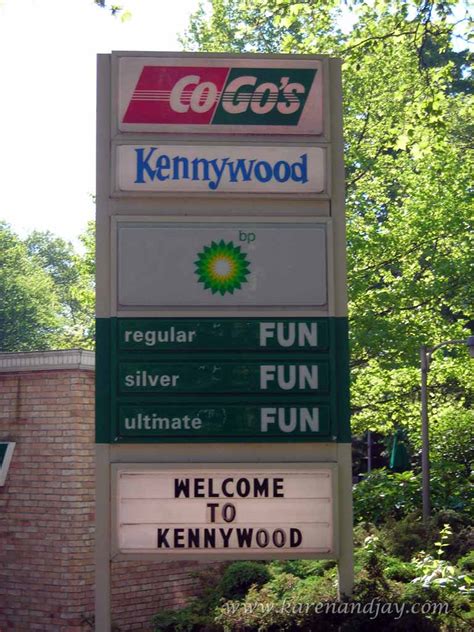 CoGo's
Kennywood
bp
regular FUN
silver FUN
ultimate FUN
WELCOME
TO
KENNYWOOD
www.karenandjay.com